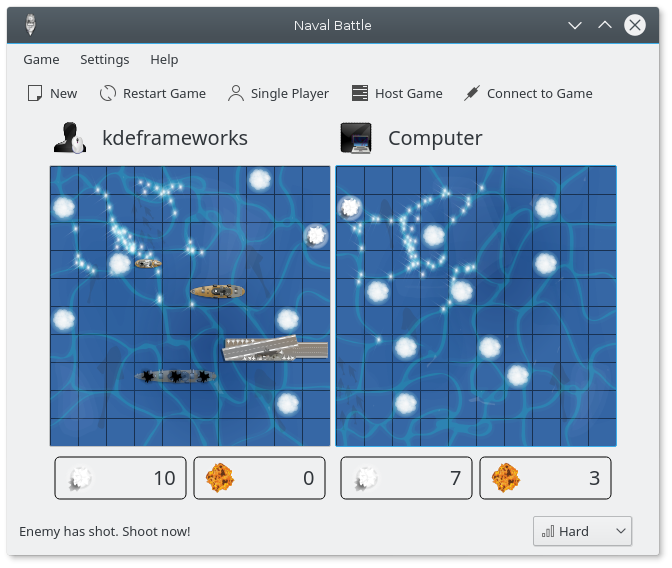 Naval Battle
Game Settings Help
New Restart Game Single Player Host Game Connect to Game
kdeframeworks Computer
10 0 7 3
Enemy has shot. Shoot now! Hard